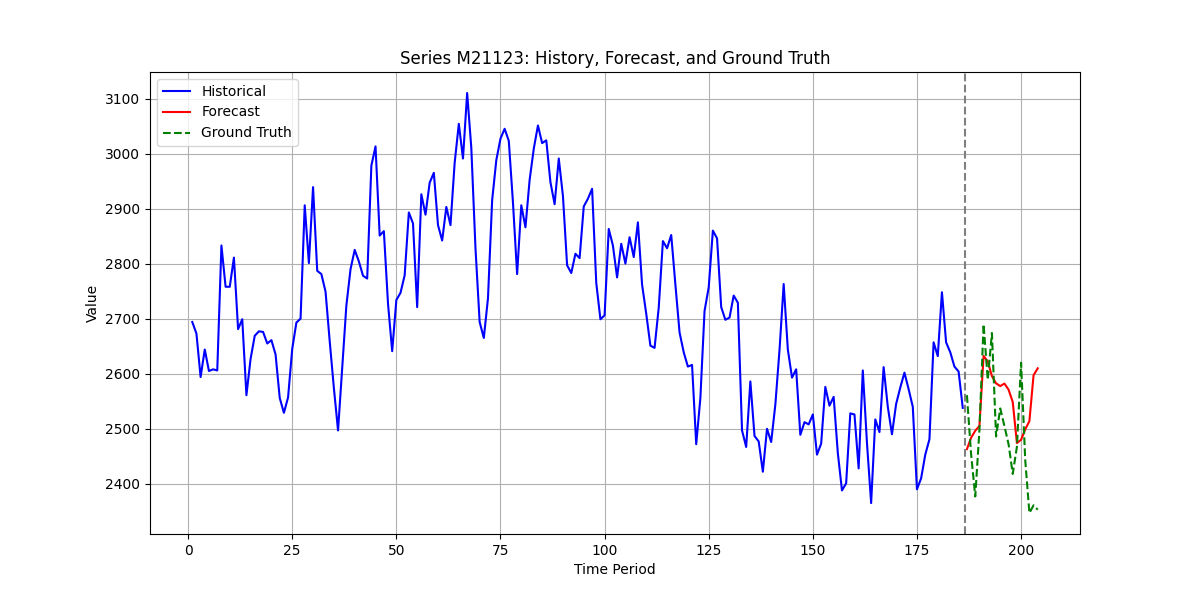 Series M21123: History, Forecast, and Ground Truth
Historical
Forecast
Ground Truth
Value
3100
3000
2900
2800
2700
2600
2500
2400
0 25 50 75 100 125 150 175 200
Time Period